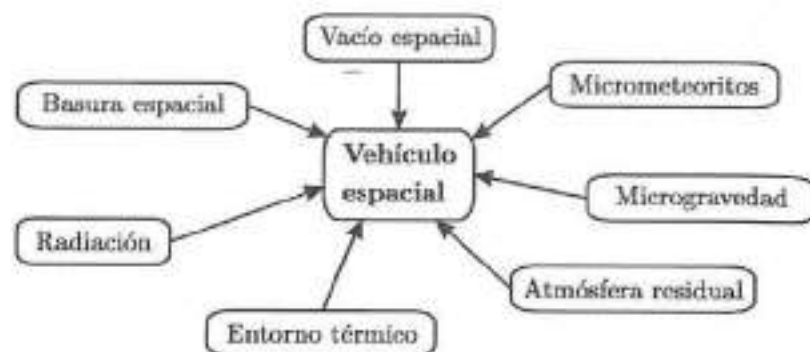 Vacío espacial
Basura espacial
Micrometeoritos
Vehículo
espacial
Microgravedad
Radiación
Atmósfera residual
Entorno térmico